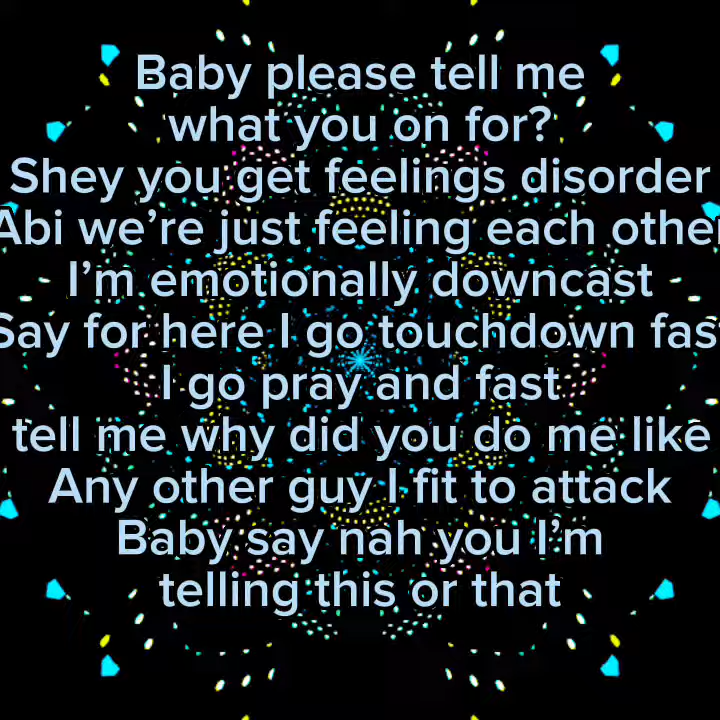 Baby please tell me
what you on for?
Shey you get feelings disorder
Abi we’re just feeling each other
I’m emotionally downcast
Say for here I go touchdown fast
I go pray and fast
tell me why did you do me like
Any other guy I fit to attack
Baby say nah you I’m
telling this or that